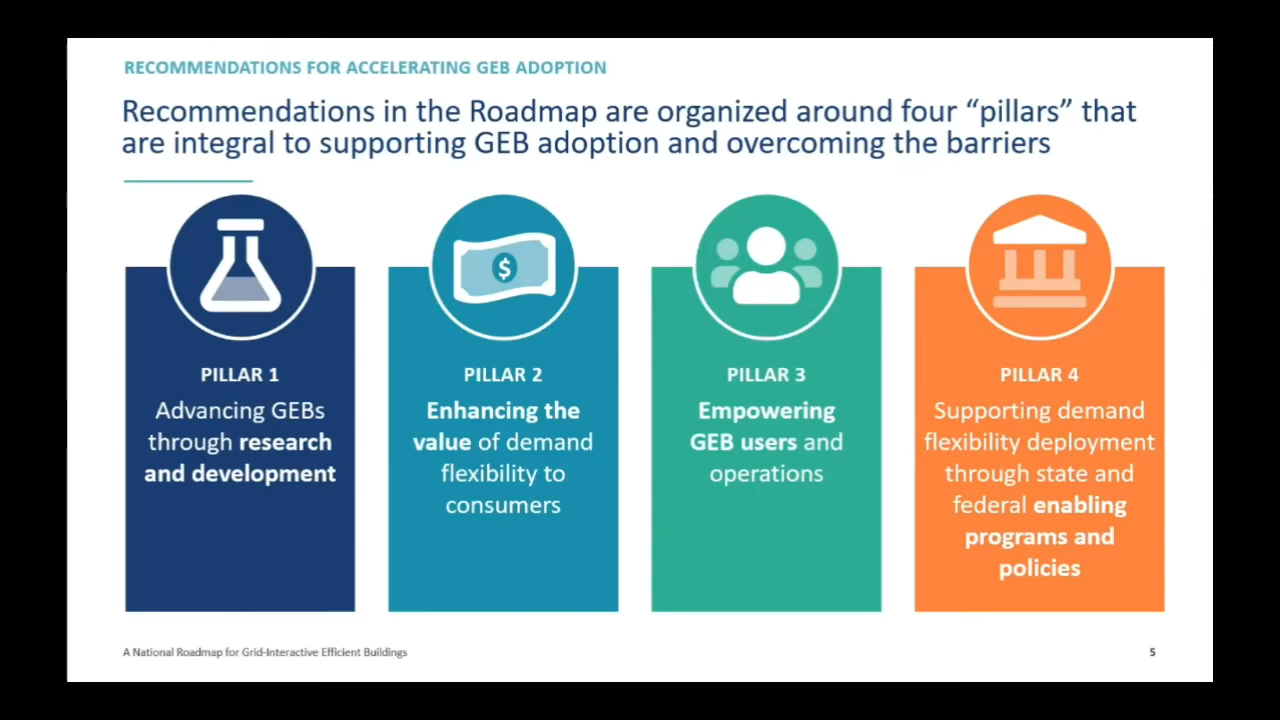 RECOMMENDATIONS FOR ACCELERATING GEB ADOPTION
Recommendations in the Roadmap are organized around four “pillars” that
are integral to supporting GEB adoption and overcoming the barriers
$
PILLAR 1
Advancing GEBs
through research
and development
PILLAR 2
Enhancing the
value of demand
flexibility to
consumers
PILLAR 3
Empowering
GEB users and
operations
PILLAR 4
Supporting demand
flexibility deployment
through state and
federal enabling
programs and
policies
A National Roadmap for Grid-Interactive Efficient Buildings
5